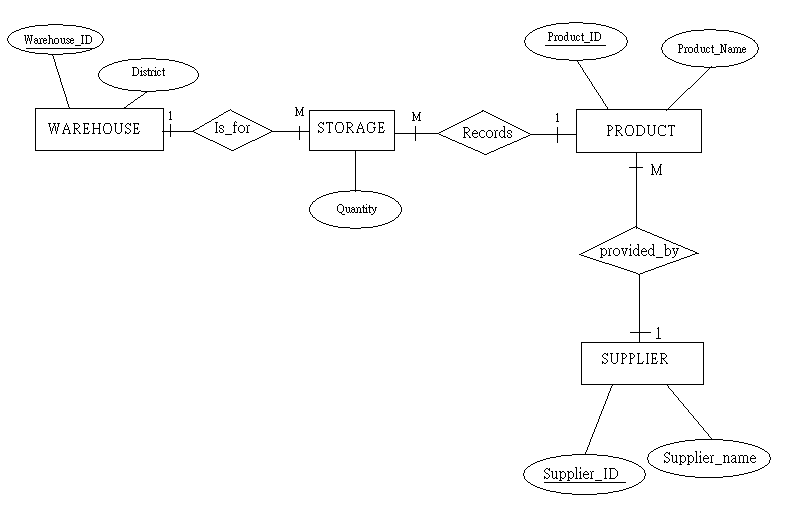 Warehouse_ID
District
Product_ID
Product_Name
WAREHOUSE
1
Is_for
M
STORAGE
M
Records
1
PRODUCT
M
Quantity
provided_by
1
SUPPLIER
Supplier_ID
Supplier_name